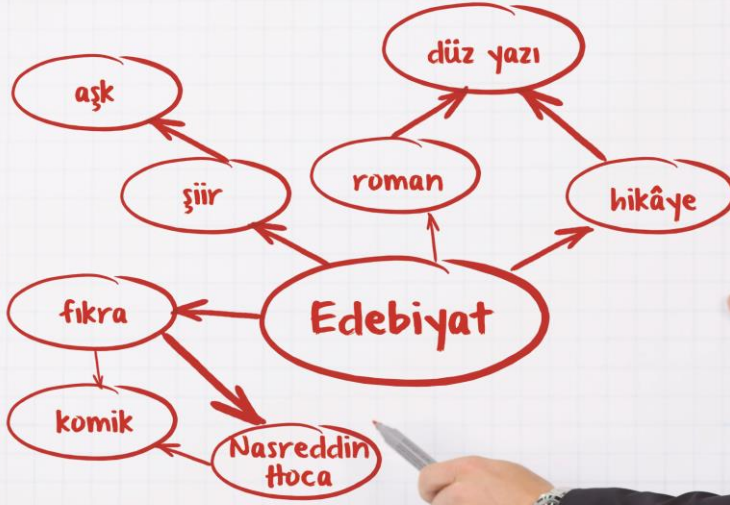 düz yazı
aşk
roman
şiir
hikâye
fıkra
Edebiyat
komik
Nasreddin
Hoca